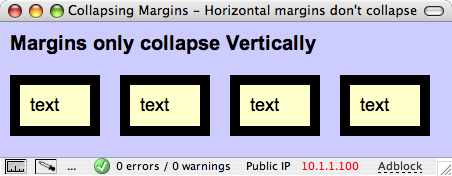 Collapsing Margins – Horizontal margins don't collapse
Margins only collapse Vertically
text text text text
... 0 errors / 0 warnings Public IP 10.1.1.100 Adblock